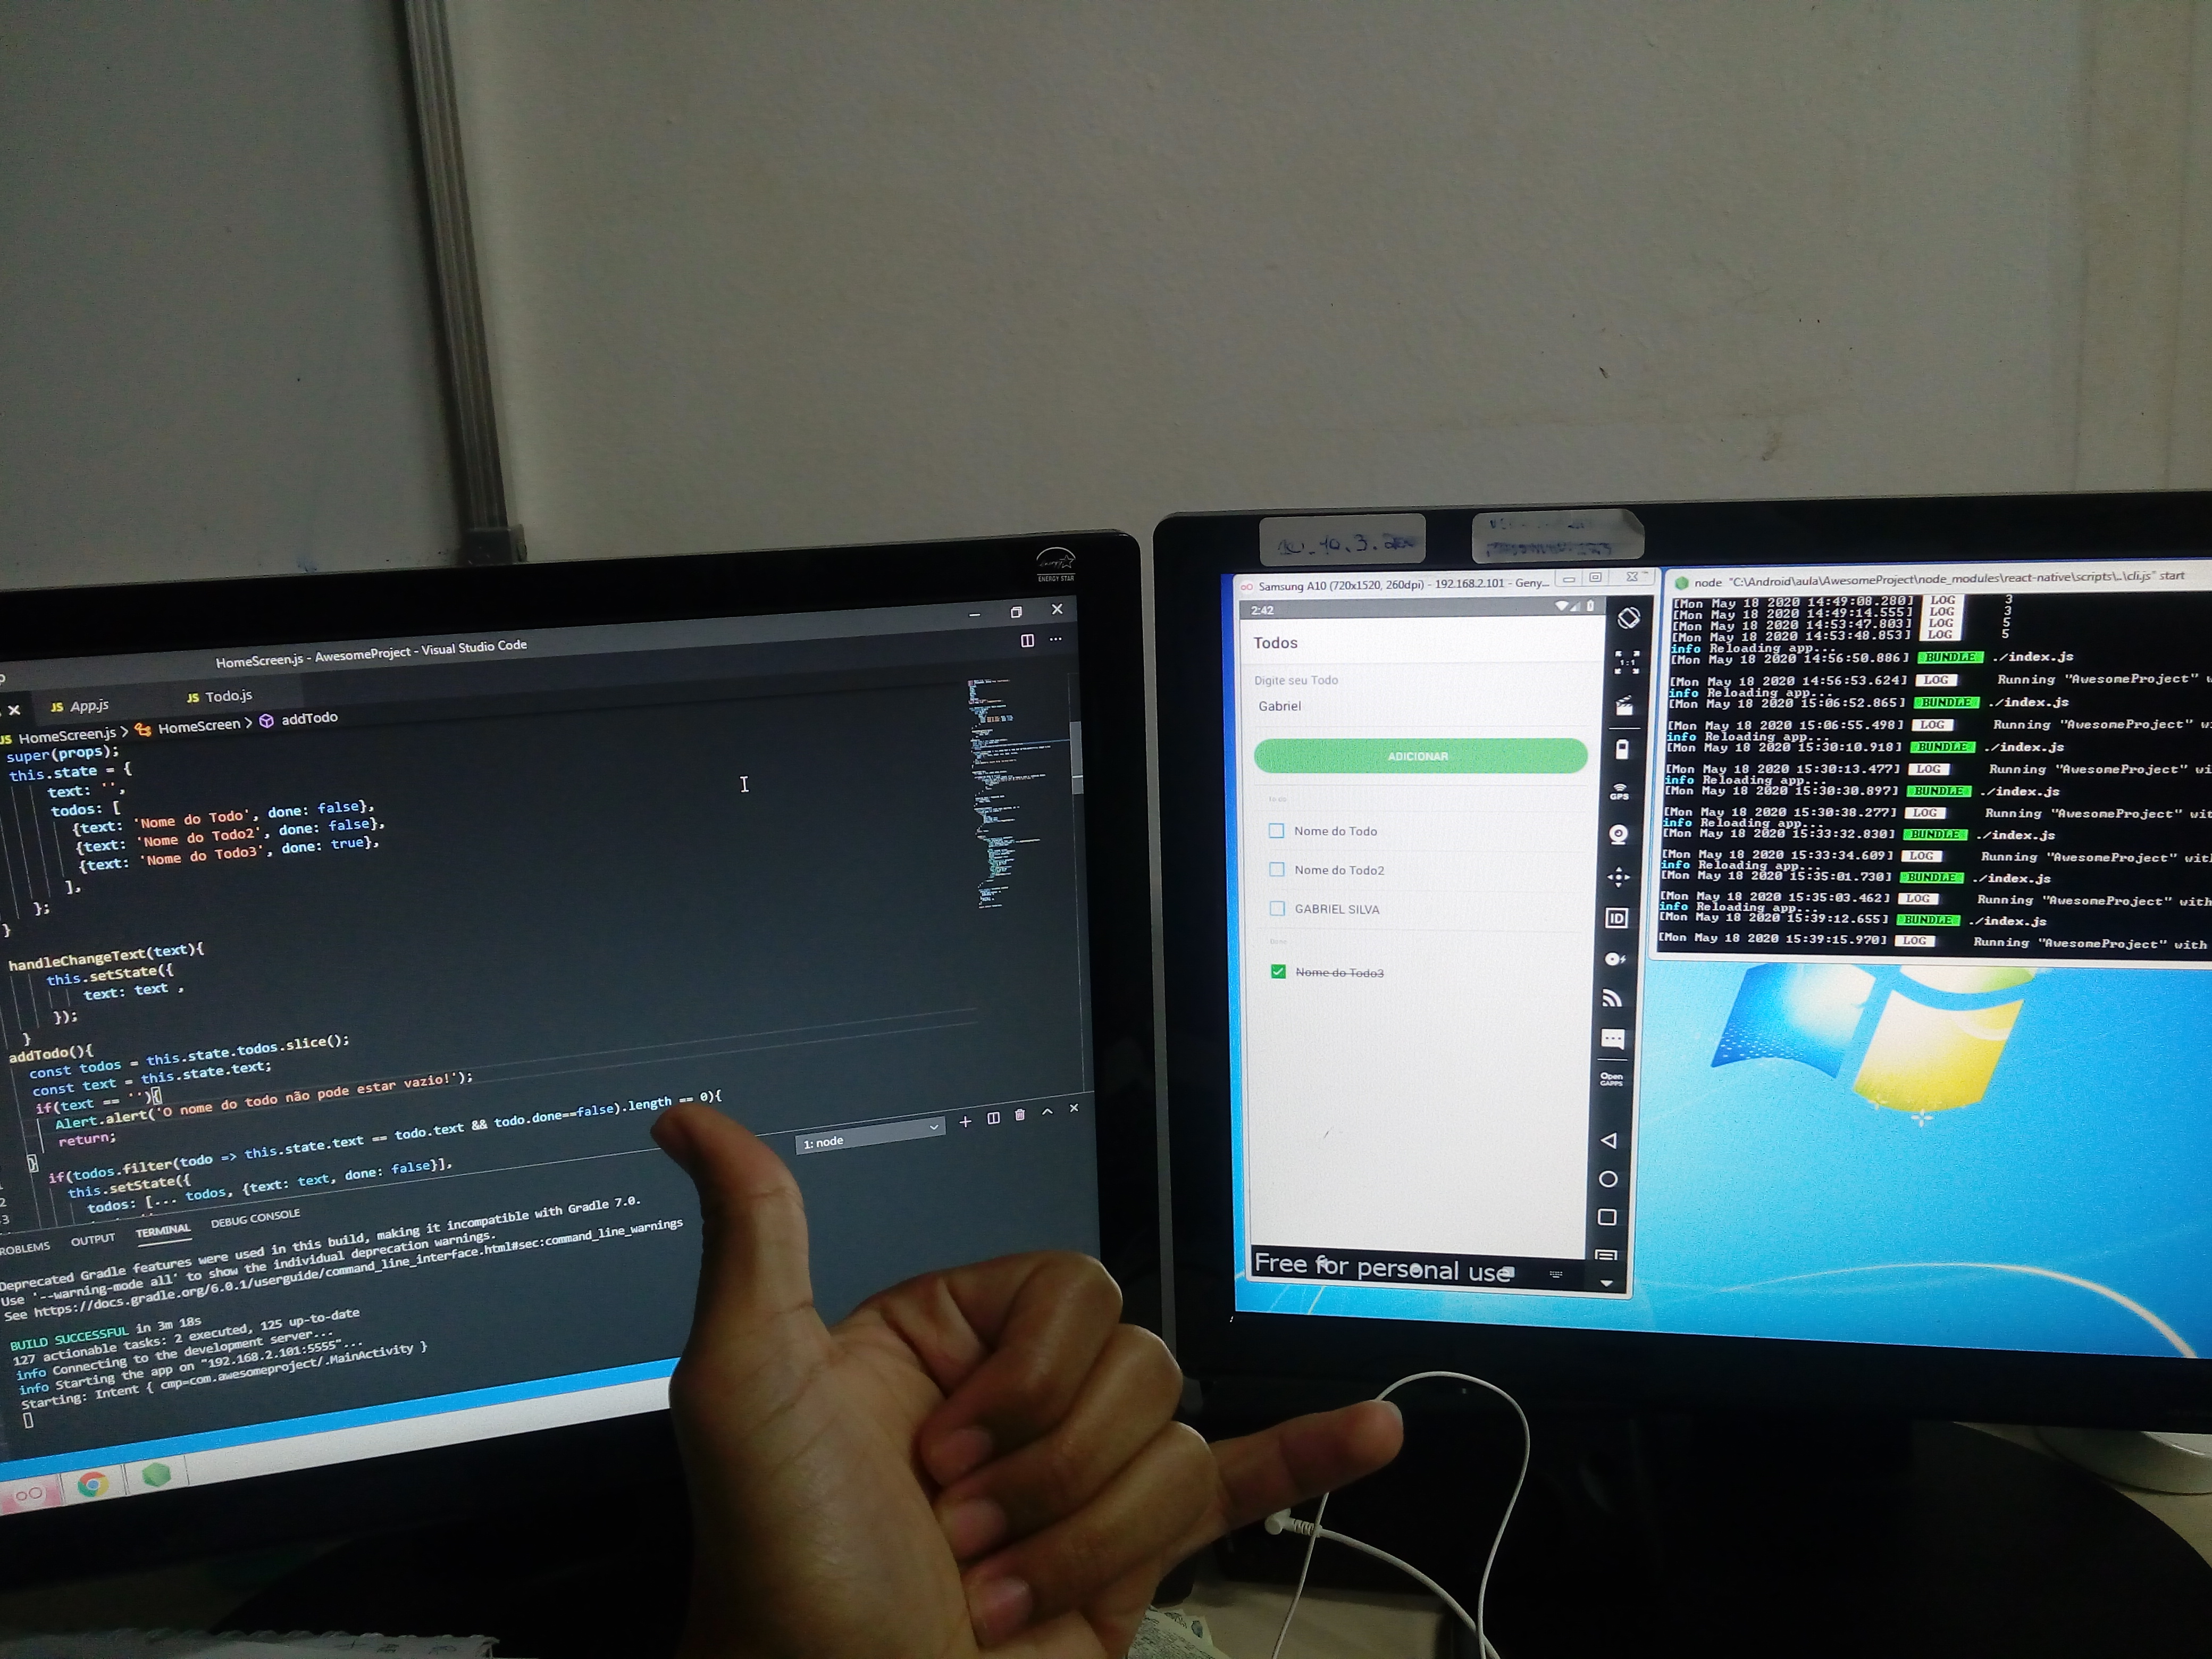 ENERGY STAR
HomeScreen.js - AwesomeProject - Visual Studio Code
JS App.js
JS Todo.js
JS HomeScreen.js > HomeScreen > addTodo
super(props);
this.state = {
text: '',
todos: [
{text: 'Nome do Todo', done: false},
{text: 'Nome do Todo2', done: false},
{text: 'Nome do Todo3', done: true},
],
};
}
handleChangeText(text){
this.setState({
text: text ,
});
}
addTodo(){
const todos = this.state.todos.slice();
const text = this.state.text;
if(text == ''){
Alert.alert('O nome do todo não pode estar vazio!');
return;
}
if(todos.filter(todo => this.state.text == todo.text && todo.done==false).length == 0){
this.setState({
todos: [... todos, {text: text, done: false}],
ROBLEMS OUTPUT TERMINAL DEBUG CONSOLE
1: node
Deprecated Gradle features were used in this build, making it incompatible with Gradle 7.0.
Use '--warning-mode all' to show the individual deprecation warnings.
See https://docs.gradle.org/6.0.1/userguide/command_line_interface.html#sec:command_line_warnings
BUILD SUCCESSFUL in 3m 18s
127 actionable tasks: 2 executed, 125 up-to-date
info Connecting to the development server...
info Starting the app on "192.168.2.101:5555"...
Starting: Intent { cmp=com.awesomeproject/.MainActivity }
Samsung A10 (720x1520, 260dpi) - 192.168.2.101 - Geny...
2:42
Todos
Digite seu Todo
Gabriel
ADICIONAR
Nome do Todo
Nome do Todo2
GABRIEL SILVA
Nome do Todo3
Free for personal use
1:1
GPS
ID
Open
GAPPS
node "C:\Android\aula\AwesomeProject\node_modules\react-native\scripts\..\cli.js" start
[Mon May 18 2020 14:49:08.280] LOG 3
[Mon May 18 2020 14:49:14.555] LOG 3
[Mon May 18 2020 14:53:47.803] LOG 5
[Mon May 18 2020 14:53:48.853] LOG 5
info Reloading app...
[Mon May 18 2020 14:56:50.886] BUNDLE ./index.js
[Mon May 18 2020 14:56:53.624] LOG Running "AwesomeProject" w
info Reloading app...
[Mon May 18 2020 15:06:52.865] BUNDLE ./index.js
[Mon May 18 2020 15:06:55.498] LOG Running "AwesomeProject" wi
info Reloading app...
[Mon May 18 2020 15:30:10.918] BUNDLE ./index.js
[Mon May 18 2020 15:30:13.477] LOG Running "AwesomeProject" wi
info Reloading app...
[Mon May 18 2020 15:30:30.897] BUNDLE ./index.js
[Mon May 18 2020 15:30:38.277] LOG Running "AwesomeProject" wit
info Reloading app...
[Mon May 18 2020 15:33:32.830] BUNDLE ./index.js
[Mon May 18 2020 15:33:34.609] LOG Running "AwesomeProject" with
info Reloading app...
[Mon May 18 2020 15:35:01.730] BUNDLE ./index.js
[Mon May 18 2020 15:35:03.462] LOG Running "AwesomeProject" with
info Reloading app...
[Mon May 18 2020 15:39:12.655] BUNDLE ./index.js
[Mon May 18 2020 15:39:15.970] LOG Running "AwesomeProject" with